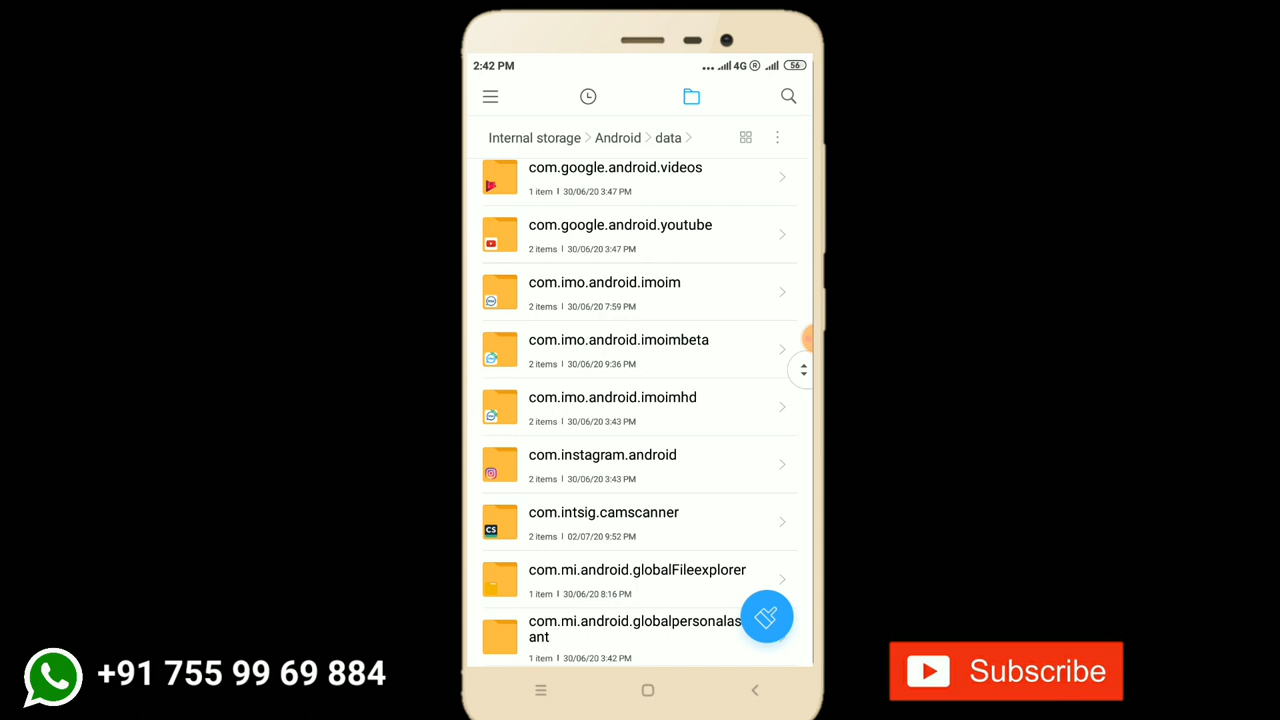 2:42 PM
4G R 56
Internal storage > Android > data >
com.google.android.videos
1 item | 30/06/20 3:47 PM
com.google.android.youtube
2 items | 30/06/20 3:47 PM
com.imo.android.imoim
2 items | 30/06/20 7:59 PM
com.imo.android.imoimbeta
2 items | 30/06/20 9:36 PM
com.imo.android.imoimhd
2 items | 30/06/20 3:43 PM
com.instagram.android
2 items | 30/06/20 3:43 PM
CS
com.intsig.camscanner
2 items | 02/07/20 9:52 PM
com.mi.android.globalFileexplorer
1 item | 30/06/20 8:16 PM
com.mi.android.globalpersonalas
ant
1 item | 30/06/20 3:42 PM
+91 755 99 69 884
Subscribe